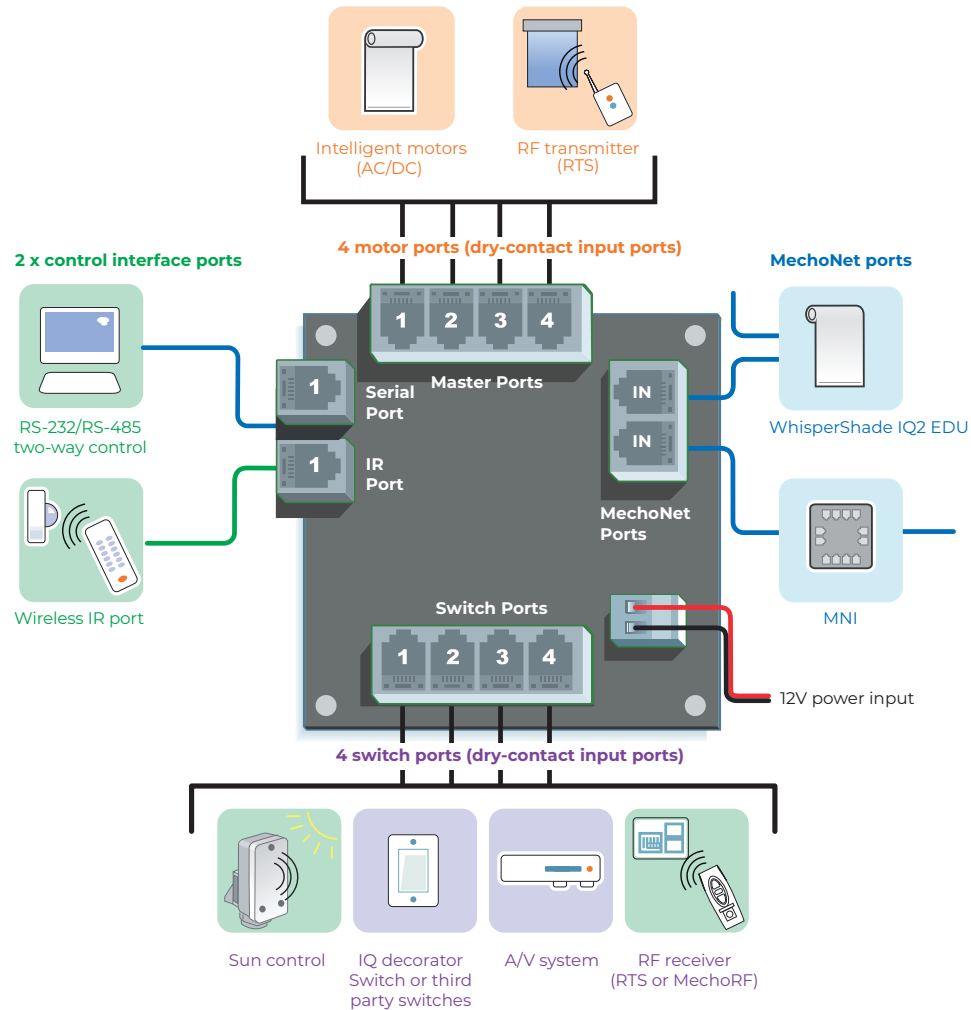 Intelligent motors
(AC/DC)
RF transmitter
(RTS)
4 motor ports (dry-contact input ports)
2 x control interface ports
MechoNet ports
1
2
3
4
Master Ports
1
Serial
Port
RS-232/RS-485
two-way control
1
IR
Port
Wireless IR port
IN
IN
MechoNet
Ports
WhisperShade IQ2 EDU
MNI
Switch Ports
1
2
3
4
12V power input
4 switch ports (dry-contact input ports)
Sun control
IQ decorator
Switch or third
party switches
A/V system
RF receiver
(RTS or MechoRF)